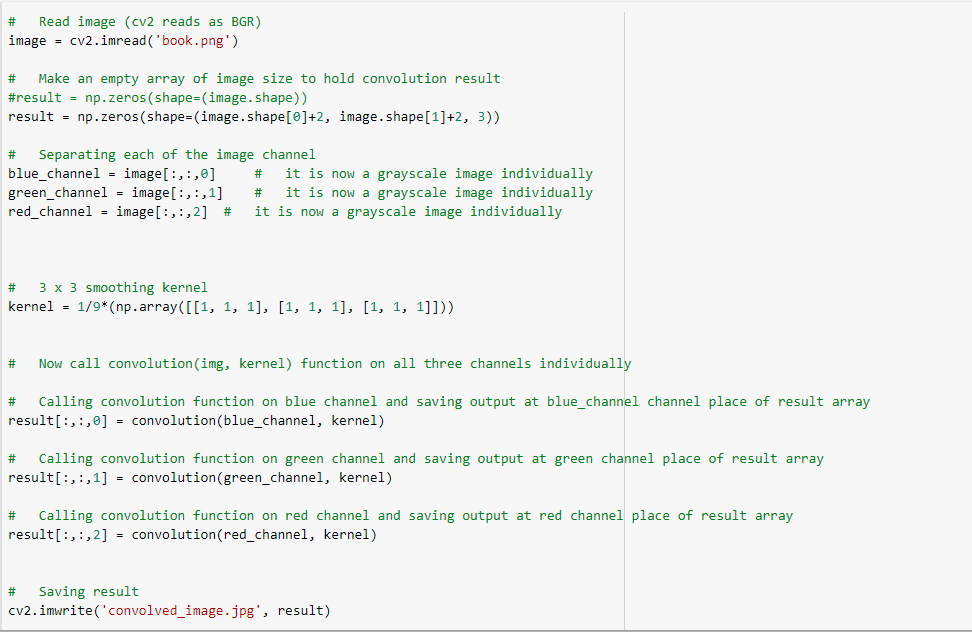 #   Read image (cv2 reads as BGR)
image = cv2.imread('book.png')
#   Make an empty array of image size to hold convolution result
#result = np.zeros(shape=(image.shape))
result = np.zeros(shape=(image.shape[0]+2, image.shape[1]+2, 3))
#   Separating each of the image channel
blue_channel = image[:,:,0]     #   it is now a grayscale image individually
green_channel = image[:,:,1]    #   it is now a grayscale image individually
red_channel = image[:,:,2]  #   it is now a grayscale image individually
#   3 x 3 smoothing kernel
kernel = 1/9*(np.array([[1, 1, 1], [1, 1, 1], [1, 1, 1]]))
#   Now call convolution(img, kernel) function on all three channels individually
#   Calling convolution function on blue channel and saving output at blue_channel channel place of result array
result[:,:,0] = convolution(blue_channel, kernel)
#   Calling convolution function on green channel and saving output at green channel place of result array
result[:,:,1] = convolution(green_channel, kernel)
#   Calling convolution function on red channel and saving output at red channel place of result array
result[:,:,2] = convolution(red_channel, kernel)
#   Saving result
cv2.imwrite('convolved_image.jpg', result)